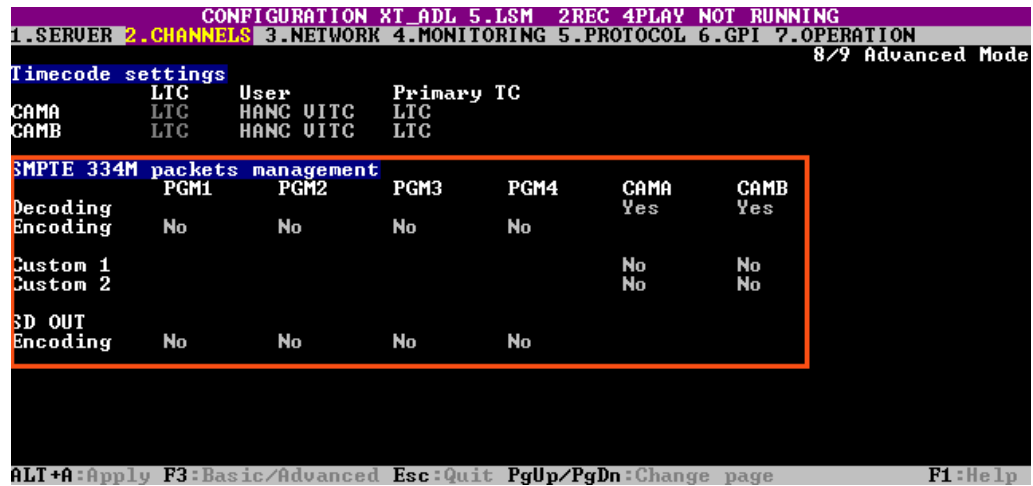 CONFIGURATION XT_ADL 5.LSM 2REC 4PLAY NOT RUNNING
1.SERVER 2.CHANNELS 3.NETWORK 4.MONITORING 5.PROTOCOL 6.GPI 7.OPERATION
8/9 Advanced Mode
Timecode settings
LTC User Primary TC
CAMA LTC HANC VITC LTC
CAMB LTC HANC VITC LTC
SMPTE 334M packets management
PGM1 PGM2 PGM3 PGM4 CAMA CAMB
Decoding Yes Yes
Encoding No No No No
Custom 1 No No
Custom 2 No No
SD OUT
Encoding No No No No
ALT+A:Apply F3:Basic/Advanced Esc:Quit PgUp/PgDn:Change page F1:Help